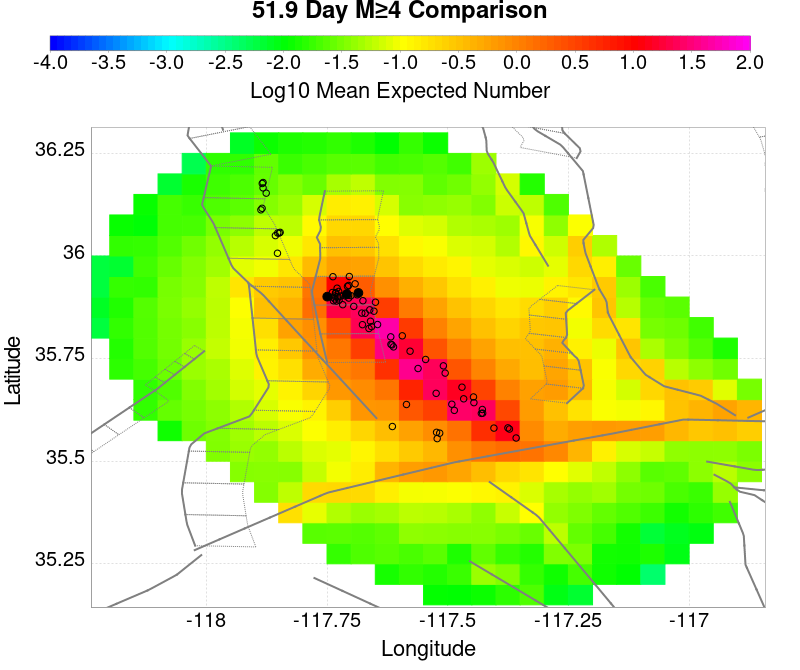 51.9 Day M≥4 Comparison
-4.0 -3.5 -3.0 -2.5 -2.0 -1.5 -1.0 -0.5 0.0 0.5 1.0 1.5 2.0
Log10 Mean Expected Number
36.25
36
35.75
35.5
35.25
Latitude
-118 -117.75 -117.5 -117.25 -117
Longitude